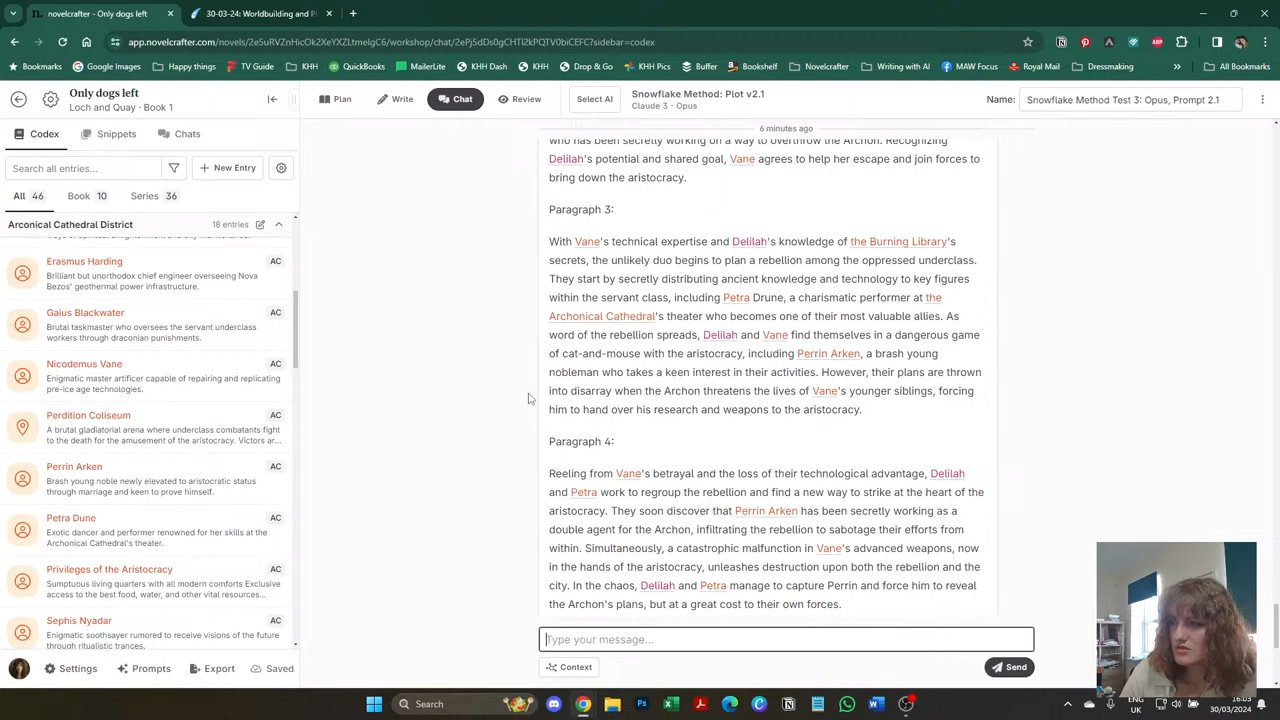 novelcrafter - Only dogs left
30-03-24: Worldbuilding and P
app.novelcrafter.com/novels/2e5uRVZnHicOk2XeYXZLtmelgC6/workshop/chat/2ePj5dDs0gCHTl2kPQTV0biCEFC?sidebar=codex
Bookmarks
Google Images
Happy things
TV Guide
KHH
QuickBooks
MailerLite
KHH
Drive
KHH Pics
Buffer
Bookshelf
Novelcrafter
Writing with AI
MAW Focus
Pinterest
Dressmaking
All Bookmarks
Only dogs left
Loch and Quay - Book 1
Plan
Write
Chat
Review
Select AI
Snowflake Method: Plot v2.1
Claude 3 - Opus
Name:
Snowflake Method Test 3: Opus, Prompt 2.1
Codex
Snippets
Chats
Search all entries...
+ New Entry
All 46
Book 10
Series 36
Arconical Cathedral District
18 entries
Erasmus Harding
AC
Brilliant but unorthodox chief engineer overseeing Nova
Bezos' geothermal power infrastructure.
Gaius Blackwater
AC
Brutal taskmaster who oversees the servant underclass
workers through draconian punishments.
Nicodemus Vane
AC
Enigmatic master artificer capable of repairing and replicating
pre-ice age technologies.
Perdition Coliseum
AC
A brutal gladiatorial arena where underclass combatants fight
to the death for the amusement of the aristocracy. Victors ar...
Perrin Arken
AC
Brash young noble newly elevated to aristocratic status
through marriage and keen to prove himself.
Petra Dune
AC
Exotic dancer and performer renowned for her skills at the
Archonical Cathedral's theater.
Privileges of the Aristocracy
AC
Sumptuous living quarters with all modern comforts Exclusive
access to the best food, water, and other vital resources...
Sephis Nyadar
AC
Enigmatic soothsayer rumored to receive visions of the future
through ritualistic trances.
Settings
Prompts
Export
Saved
6 minutes ago
who has been secretly working on a way to overthrow the Archon. Recognizing
Delilah's potential and shared goal, Vane agrees to help her escape and join forces to
bring down the aristocracy.
Paragraph 3:
With Vane's technical expertise and Delilah's knowledge of the Burning Library's
secrets, the unlikely duo begins to plan a rebellion among the oppressed underclass.
They start by secretly distributing ancient knowledge and technology to key figures
within the servant class, including Petra Drune, a charismatic performer at the
Archonical Cathedral's theater who becomes one of their most valuable allies. As
word of the rebellion spreads, Delilah and Vane find themselves in a dangerous game
of cat-and-mouse with the aristocracy, including Perrin Arken, a brash young
nobleman who takes a keen interest in their activities. However, their plans are thrown
into disarray when the Archon threatens the lives of Vane's younger siblings, forcing
him to hand over his research and weapons to the aristocracy.
Paragraph 4:
Reeling from Vane's betrayal and the loss of their technological advantage, Delilah
and Petra work to regroup the rebellion and find a new way to strike at the heart of the
aristocracy. They soon discover that Perrin Arken has been secretly working as a
double agent for the Archon, infiltrating the rebellion to sabotage their efforts from
within. Simultaneously, a catastrophic malfunction in Vane's advanced weapons, now
in the hands of the aristocracy, unleashes destruction upon both the rebellion and the
city. In the chaos, Delilah and Petra manage to capture Perrin and force him to reveal
the Archon's plans, but at a great cost to their own forces.
Type your message...
Context
Send
Search
ENG
UK
16:03
30/03/2024